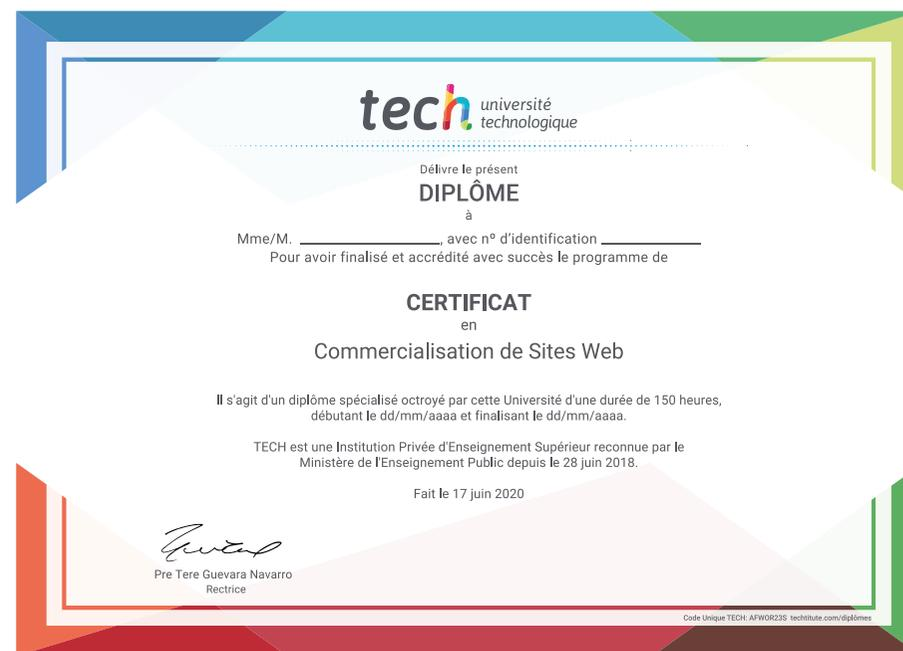 tech université
technologique
Délivre le présent
DIPLÔME
à
Mme/M. ____________________, avec nº d'identification ______________
Pour avoir finalisé et accrédité avec succès le programme de
CERTIFICAT
en
Commercialisation de Sites Web
Il s'agit d'un diplôme spécialisé octroyé par cette Université d'une durée de 150 heures,
débutant le dd/mm/aaaa et finalisant le dd/mm/aaaa.
TECH est une Institution Privée d'Enseignement Supérieur reconnue par le
Ministère de l'Enseignement Public depuis le 28 juin 2018.
Fait le 17 juin 2020
Pre Tere Guevara Navarro
Rectrice
Code Unique TECH: AFWOR23S techtitute.com/diplômes